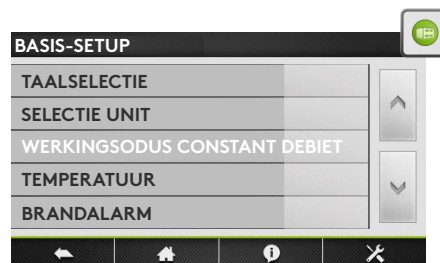 BASIS-SETUP
TAALSELECTIE
SELECTIE UNIT
WERKINGSODUS CONSTANT DEBIET
TEMPERATUUR
BRANDALARM